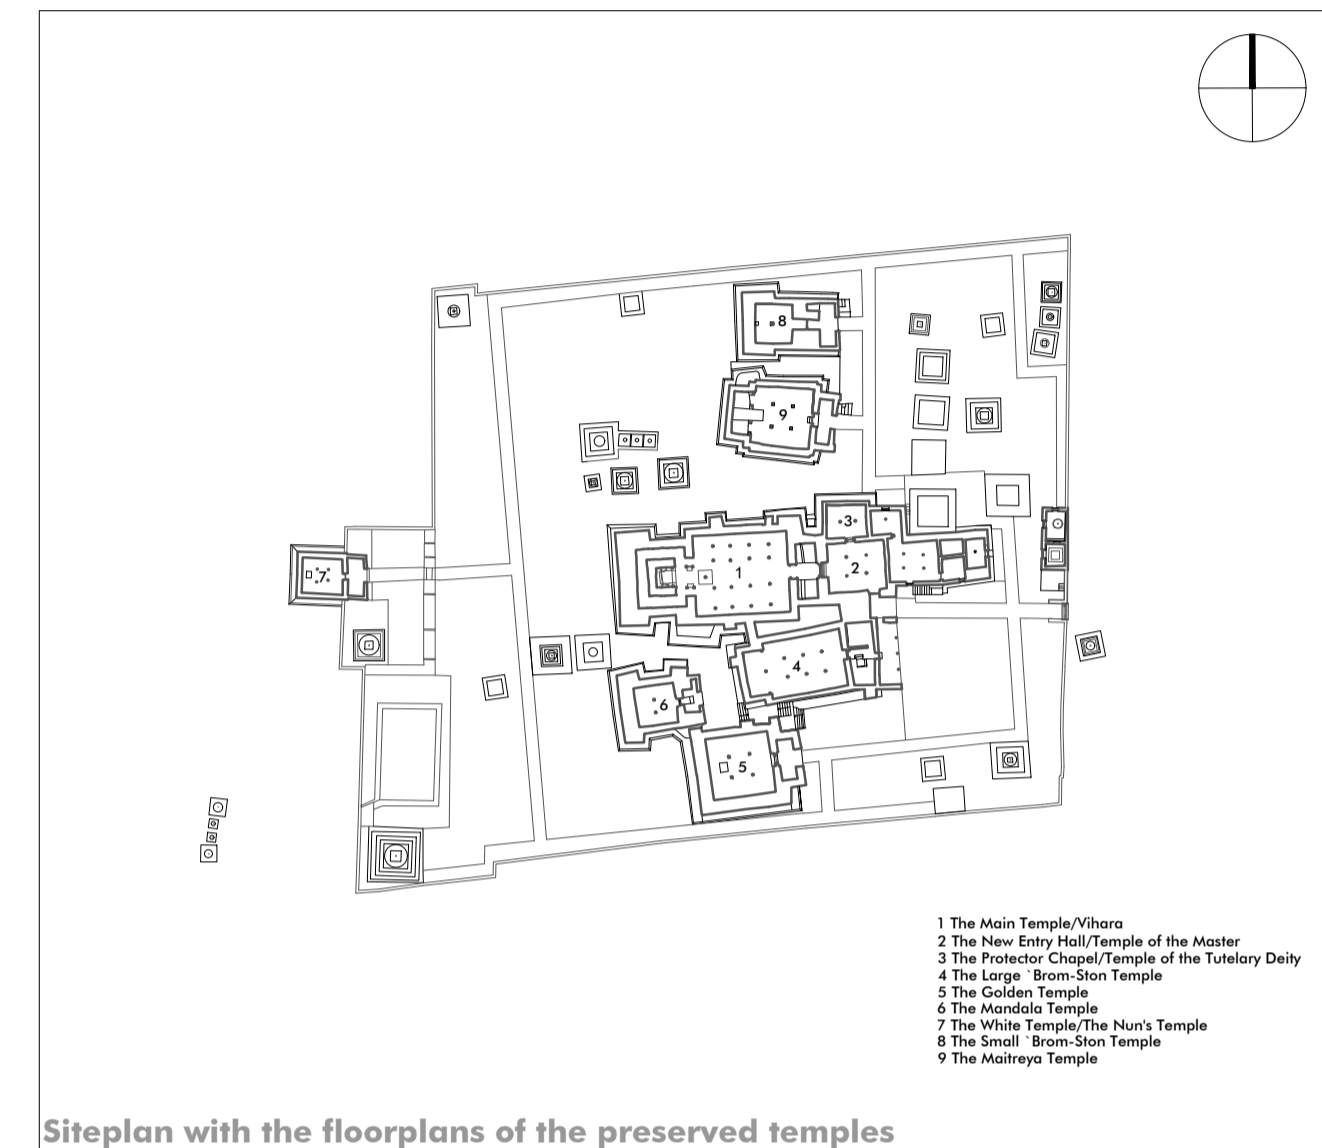 8
9
3
7
1
2
4
6
5
1 The Main Temple/Vihara
2 The New Entry Hall/Temple of the Master
3 The Protector Chapel/Temple of the Tutelary Deity
4 The Large `Brom-Ston Temple
5 The Golden Temple
6 The Mandala Temple
7 The White Temple/The Nun's Temple
8 The Small `Brom-Ston Temple
9 The Maitreya Temple
Siteplan with the floorplans of the preserved temples